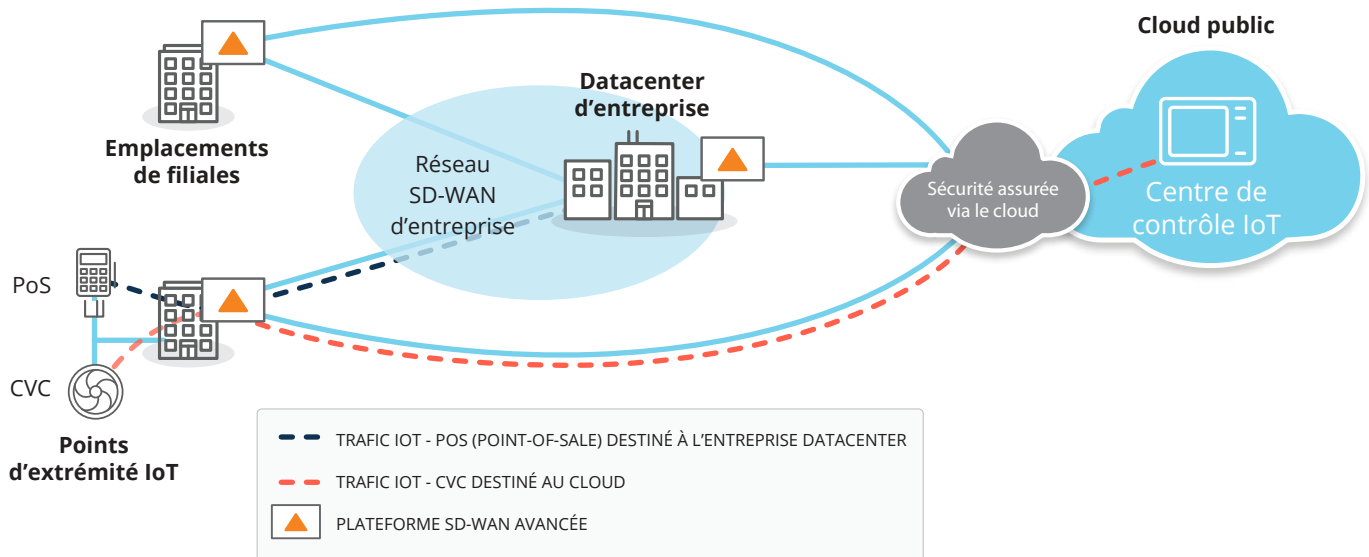 Cloud public
Datacenter
d’entreprise
Emplacements
de filiales
Réseau
SD-WAN
d’entreprise
Sécurité assurée
via le cloud
Centre de
contrôle IoT
PoS
CVC
Points
d’extrémité IoT
TRAFIC IOT - POS (POINT-OF-SALE) DESTINÉ À L’ENTREPRISE DATACENTER
TRAFIC IOT - CVC DESTINÉ AU CLOUD
PLATEFORME SD-WAN AVANCÉE